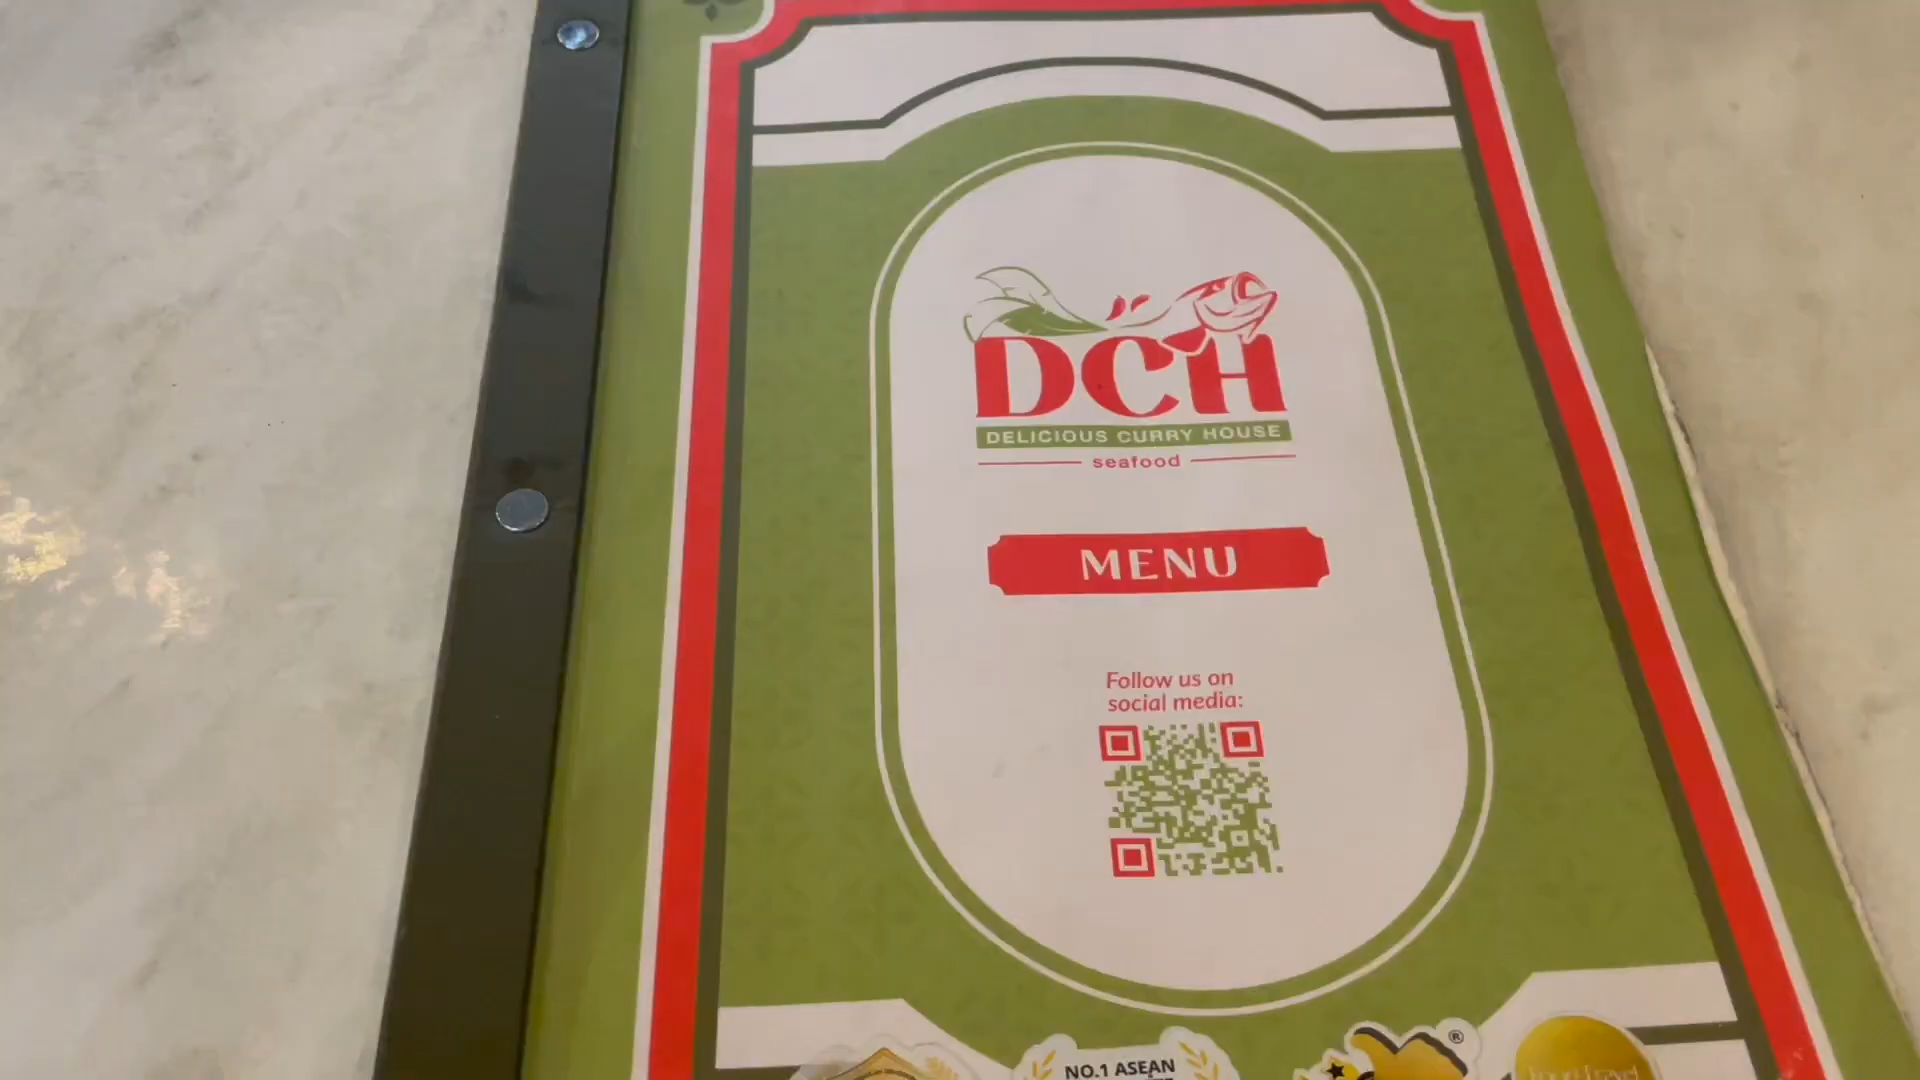 DCH
DELICIOUS CURRY HOUSE
seafood
MENU
Follow us on
social media:
NO.1 ASEAN
®